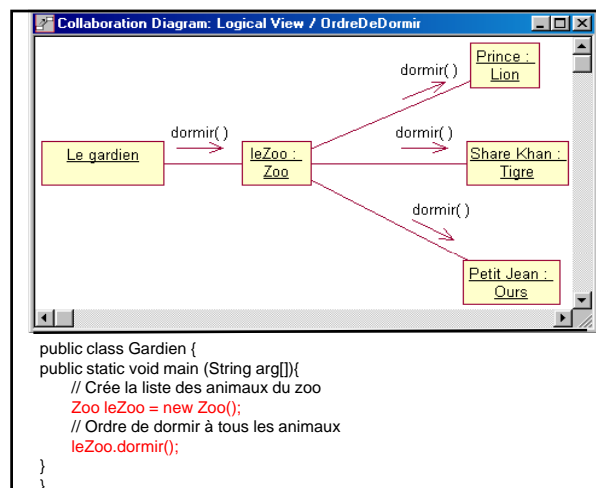 Collaboration Diagram: Logical View / OrdreDeDormir
Prince :
Lion
dormir( )
dormir( )
dormir( )
Le gardien
leZoo :
Zoo
Share Khan :
Tigre
dormir( )
Petit Jean :
Ours
public class Gardien {
public static void main (String arg[]){
// Crée la liste des animaux du zoo
Zoo leZoo = new Zoo();
// Ordre de dormir à tous les animaux
leZoo.dormir();
}
}